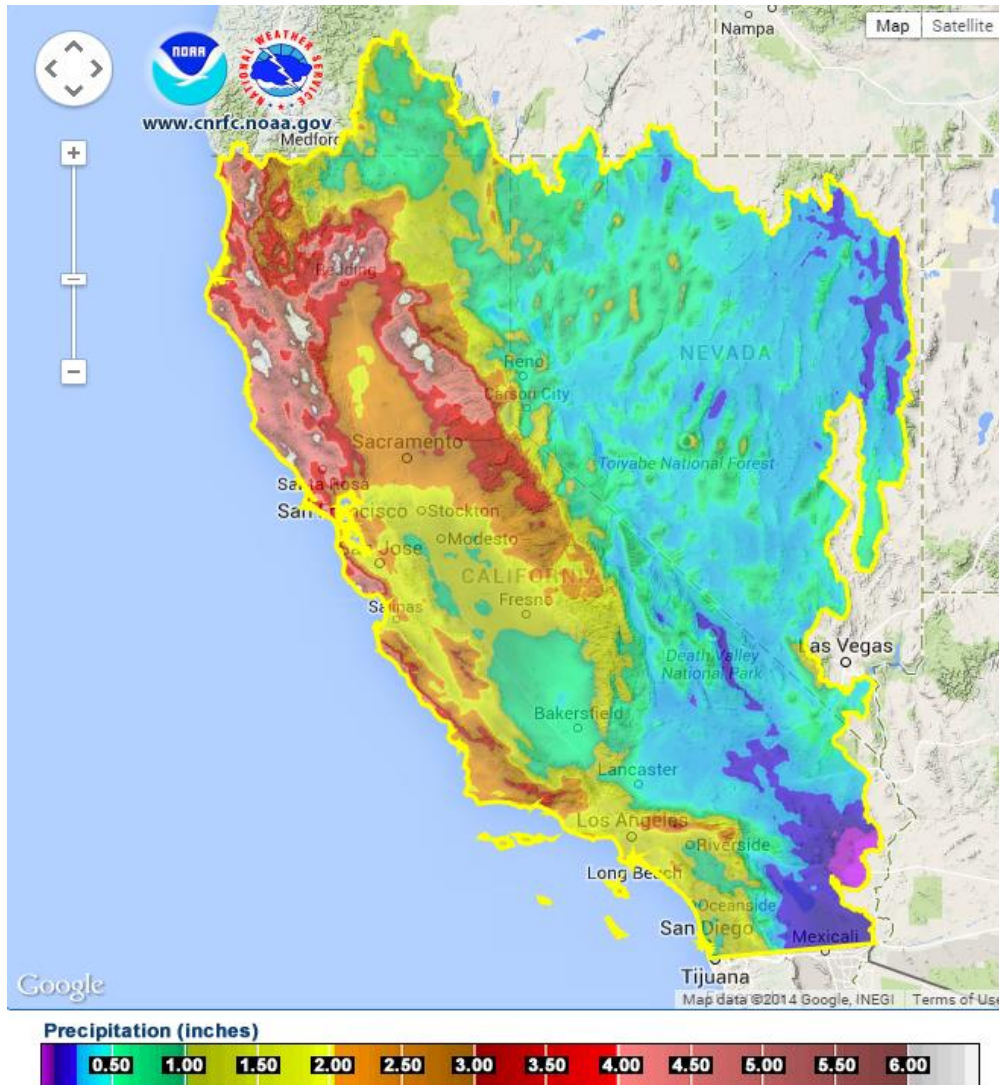 Nampa
Map
Satellite
NOAA
NATIONAL WEATHER SERVICE
www.cnrfc.noaa.gov
Medford
Redding
Reno
NEVADA
Carson City
Sacramento
Toiyabe National Forest
Santa Rosa
San Francisco
Stockton
San Jose
Modesto
CALIFORNIA
Fresno
Salinas
Las Vegas
Death Valley
National Park
Bakersfield
Lancaster
Los Angeles
Riverside
Long Beach
Oceanside
San Diego
Mexicali
Tijuana
Google
Map data ©2014 Google, INEGI
Terms of Use
Precipitation (inches)
0.50 1.00 1.50 2.00 2.50 3.00 3.50 4.00 4.50 5.00 5.50 6.00